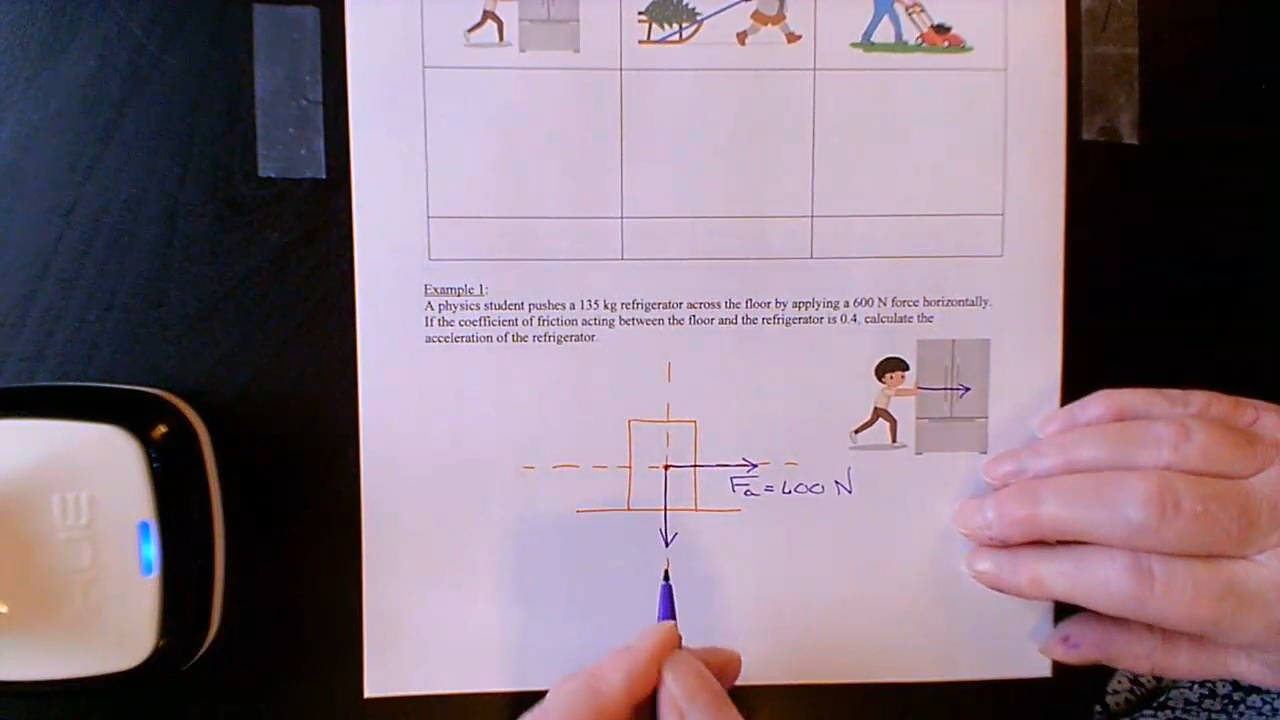 Example 1:
A physics student pushes a 135 kg refrigerator across the floor by applying a 600 N force horizontally.
If the coefficient of friction acting between the floor and the refrigerator is 0.4, calculate the
acceleration of the refrigerator.
Fa = 600 N
HUE